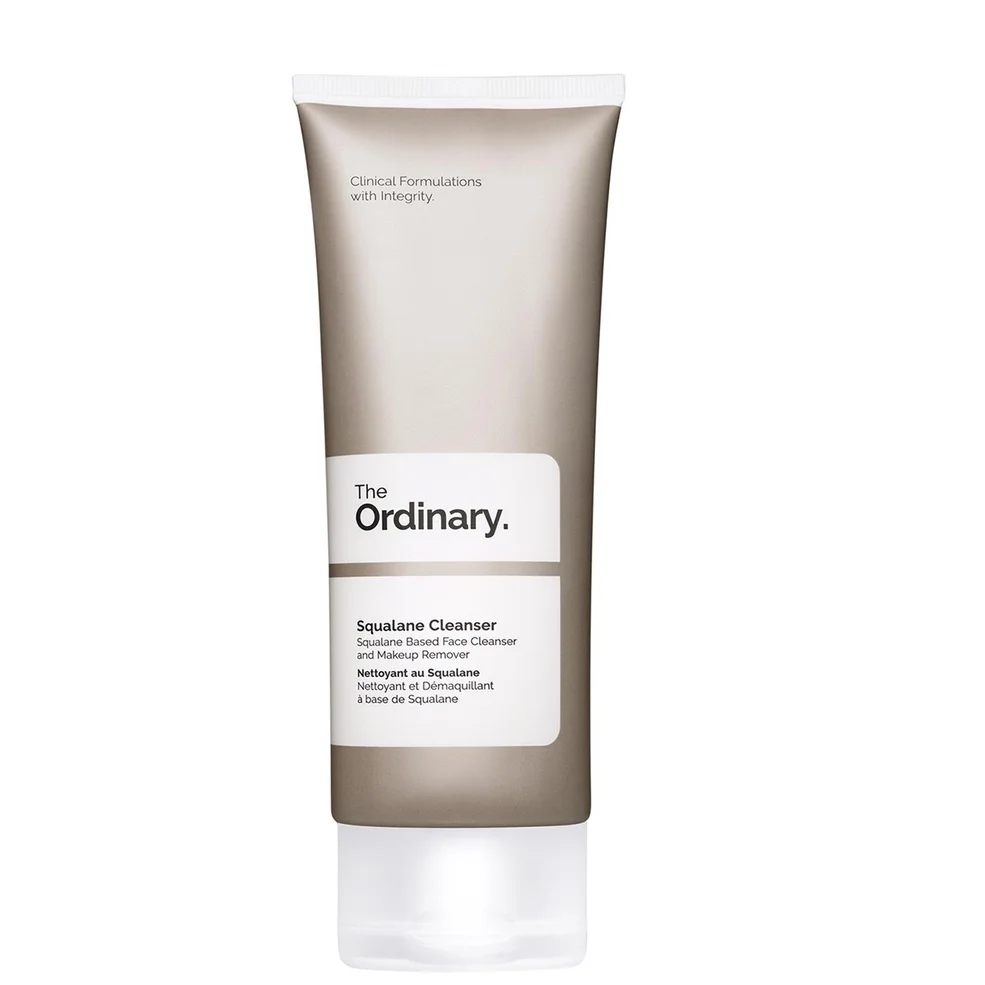 Clinical Formulations
with Integrity.
The
Ordinary.
Squalane Cleanser
Squalane Based Face Cleanser
and Makeup Remover
Nettoyant au Squalane
Nettoyant et Démaquillant
à base de Squalane